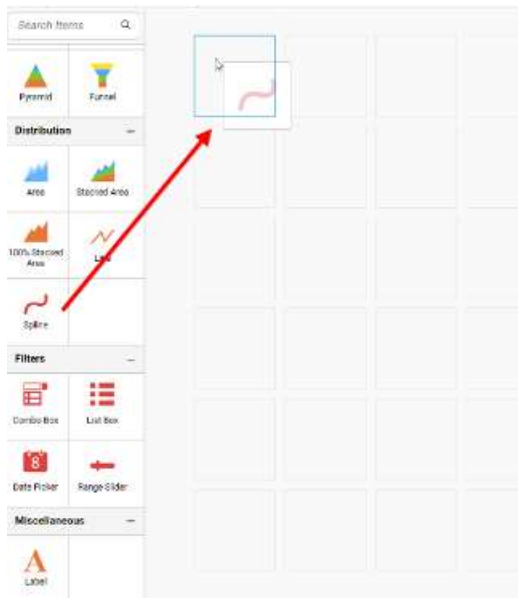 Search Items
Pyramid
Funnel
Distribution
Area
Stacked Area
100% Stacked
Area
Line
Spline
Filters
Combo Box
List Box
8
Date Picker
Range Slider
Miscellaneous
A
Label